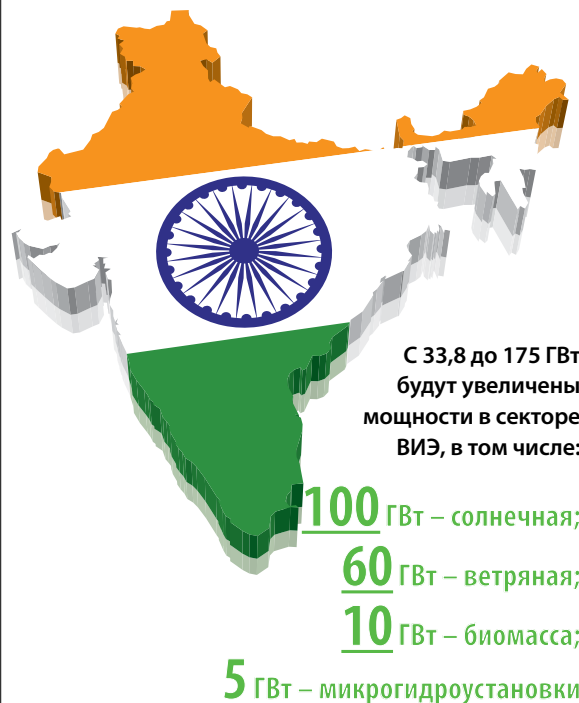 С 33,8 до 175 ГВт
будут увеличены
мощности в секторе
ВИЭ, в том числе:
100 ГВт – солнечная;
60 ГВт – ветряная;
10 ГВт – биомасса;
5 ГВт – микрогидроустановки